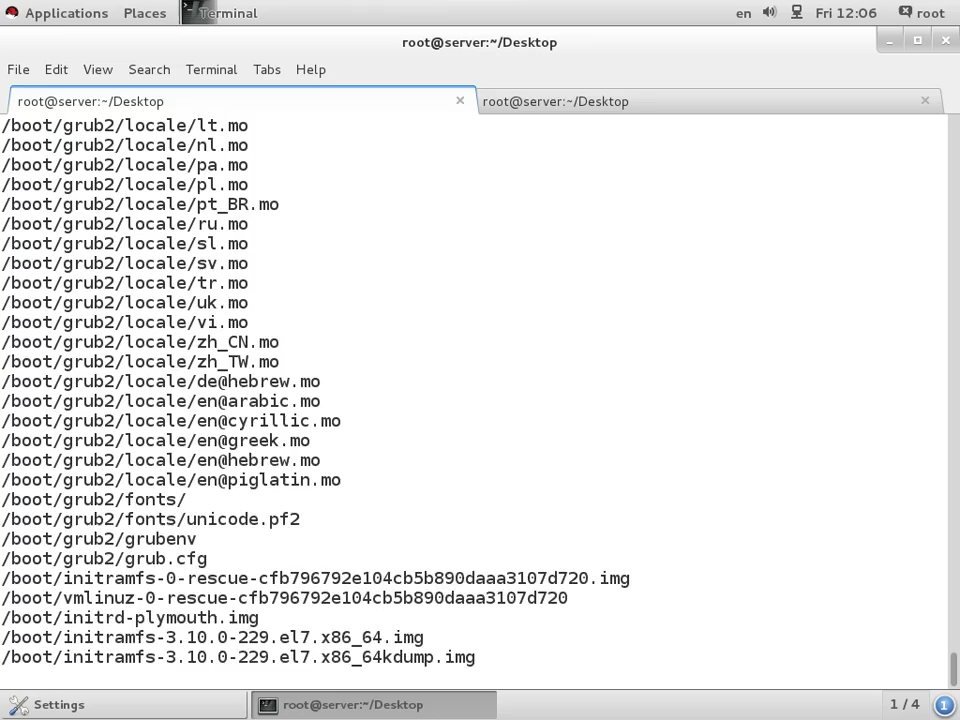 Applications Places Terminal en Fri 12:06 root
root@server:~/Desktop
File Edit View Search Terminal Tabs Help
root@server:~/Desktop root@server:~/Desktop
/boot/grub2/locale/lt.mo
/boot/grub2/locale/nl.mo
/boot/grub2/locale/pa.mo
/boot/grub2/locale/pl.mo
/boot/grub2/locale/pt_BR.mo
/boot/grub2/locale/ru.mo
/boot/grub2/locale/sl.mo
/boot/grub2/locale/sv.mo
/boot/grub2/locale/tr.mo
/boot/grub2/locale/uk.mo
/boot/grub2/locale/vi.mo
/boot/grub2/locale/zh_CN.mo
/boot/grub2/locale/zh_TW.mo
/boot/grub2/locale/de@hebrew.mo
/boot/grub2/locale/en@arabic.mo
/boot/grub2/locale/en@cyrillic.mo
/boot/grub2/locale/en@greek.mo
/boot/grub2/locale/en@hebrew.mo
/boot/grub2/locale/en@piglatin.mo
/boot/grub2/fonts/
/boot/grub2/fonts/unicode.pf2
/boot/grub2/grubenv
/boot/grub2/grub.cfg
/boot/initramfs-0-rescue-cfb796792e104cb5b890daaa3107d720.img
/boot/vmlinuz-0-rescue-cfb796792e104cb5b890daaa3107d720
/boot/initrd-plymouth.img
/boot/initramfs-3.10.0-229.el7.x86_64.img
/boot/initramfs-3.10.0-229.el7.x86_64kdump.img
Settings root@server:~/Desktop 1 / 4 1